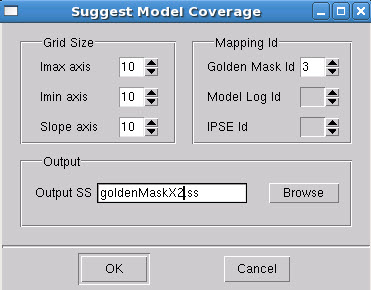 Suggest Model Coverage
Grid Size
Mapping Id
Imax axis 10
Golden Mask Id 3
Imin axis 10
Model Log Id
Slope axis 10
IPSE Id
Output
Output SS goldenMaskX2.ss Browse
OK Cancel